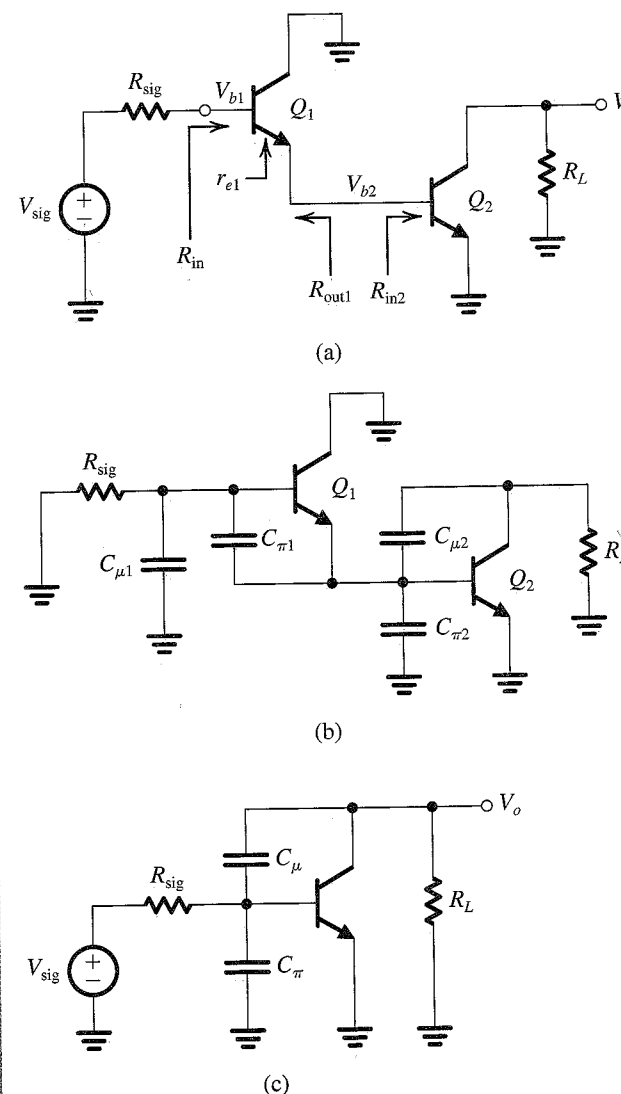 R_sig
V_b1
Q_1
r_e1
V_sig
+
−
R_in
V_b2
Q_2
R_L
R_out1
R_in2
(a)
R_sig
Q_1
C_π1
C_μ1
C_μ2
Q_2
R
C_π2
(b)
V_o
C_μ
R_sig
R_L
V_sig
+
−
C_π
(c)